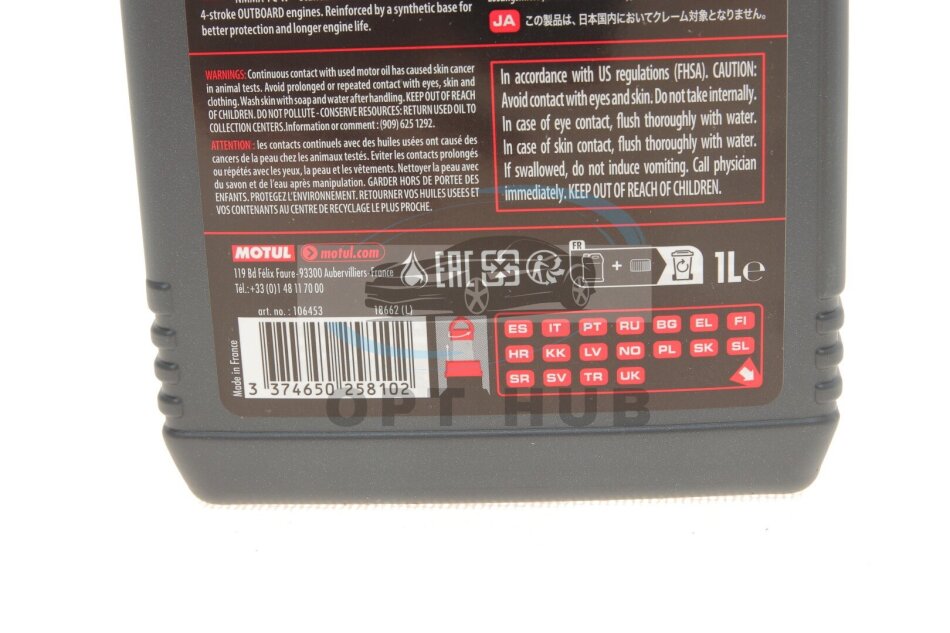 4-stroke OUTBOARD engines. Reinforced by a synthetic base for
better protection and longer engine life.
JA この製品は、日本国内においてクレーム対象となりません。
WARNINGS: Continuous contact with used motor oil has caused skin cancer
in animal tests. Avoid prolonged or repeated contact with eyes, skin and
clothing. Wash skin with soap and water after handling. KEEP OUT OF REACH
OF CHILDREN. DO NOT POLLUTE - CONSERVE RESOURCES: RETURN USED OIL TO
COLLECTION CENTERS.Information or comment : (909) 625 1292.
ATTENTION : les contacts continuels avec des huiles usées ont causé des
cancers de la peau chez les animaux testés. Eviter les contacts prolongés
ou répétés avec les yeux, la peau et les vêtements. Nettoyer la peau avec
du savon et de l'eau après manipulation. GARDER HORS DE PORTEE DES
ENFANTS. PROTEGEZ L'ENVIRONNEMENT. RETOURNER VOS HUILES USEES ET
VOS CONTENANTS AU CENTRE DE RECYCLAGE LE PLUS PROCHE.
In accordance with US regulations (FHSA). CAUTION:
Avoid contact with eyes and skin. Do not take internally.
In case of eye contact, flush thoroughly with water.
In case of skin contact, flush thoroughly with water.
If swallowed, do not induce vomiting. Call physician
immediately. KEEP OUT OF REACH OF CHILDREN.
MOTUL motul.com
119 Bd Félix Faure-93300 Aubervilliers-France
Tél.:+33 (0)1 48 11 70 00
EAC
FR
+
1L e
art. no. : 106453 18662 (L)
Made in France
3 374650 258102
ES IT PT RU BG EL FI
HR KK LV NO PL SK SL
SR SV TR UK
OPT HUB